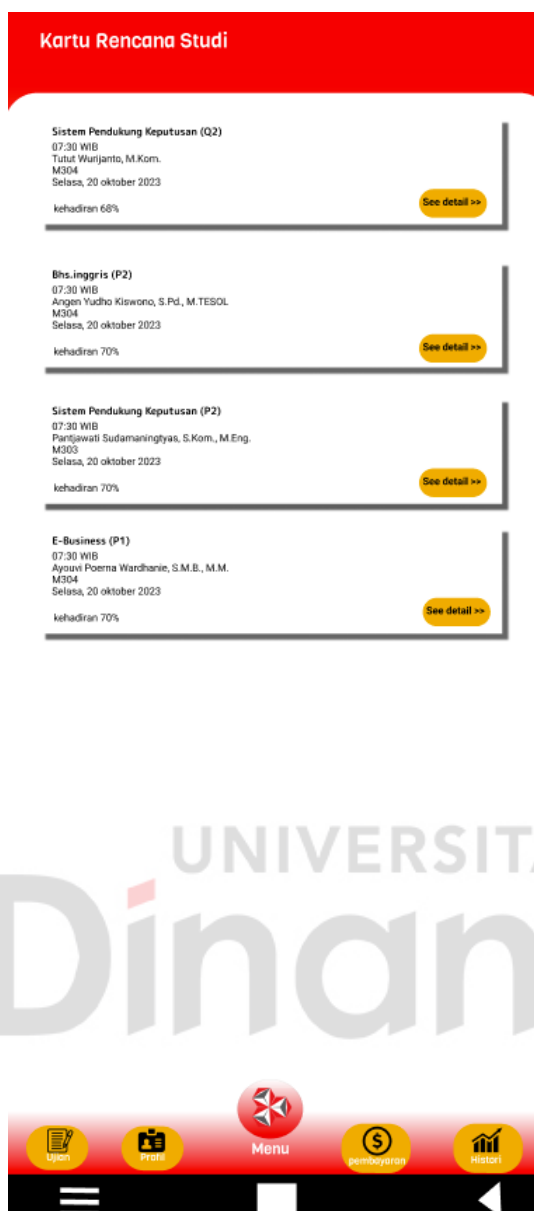 Kartu Rencana Studi
Sistem Pendukung Keputusan (Q2)
07:30 WIB
Tutut Wurijanto, M.Kom.
M304
Selasa, 20 oktober 2023
kehadiran 68%
See detail >>
Bhs.inggris (P2)
07:30 WIB
Angen Yudho Kiswono, S.Pd., M.TESOL
M304
Selasa, 20 oktober 2023
kehadiran 70%
See detail >>
Sistem Pendukung Keputusan (P2)
07:30 WIB
Pantjawati Sudarnaningtyas, S.Kom., M.Eng.
M303
Selasa, 20 oktober 2023
kehadiran 70%
See detail >>
E-Business (P1)
07:30 WIB
Ayouvi Poerna Wardhanie, S.M.B., M.M.
M304
Selasa, 20 oktober 2023
kehadiran 70%
See detail >>
UNIVERSITA
Dinam
Ujian
Profil
Menu
pembayaran
Histori